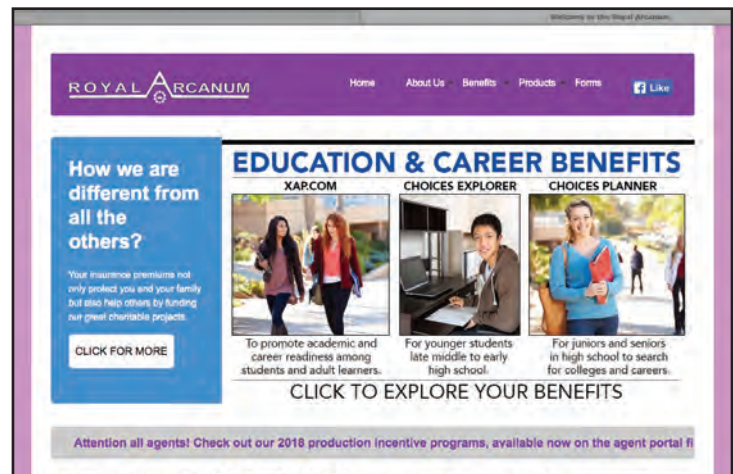 Welcome to the Royal Arcanum.
ROYAL ARCANUM
Home About Us Benefits Products Forms
Like
How we are
different from
all the
others?
Your insurance premiums not
only protect you and your family
but also help others by funding
our great charitable projects.
CLICK FOR MORE
EDUCATION & CAREER BENEFITS
XAP.COM
To promote academic and
career readiness among
students and adult learners.
CHOICES EXPLORER
For younger students
late middle to early
high school.
CHOICES PLANNER
For juniors and seniors
in high school to search
for colleges and careers.
CLICK TO EXPLORE YOUR BENEFITS
Attention all agents! Check out our 2018 production incentive programs, available now on the agent portal fi